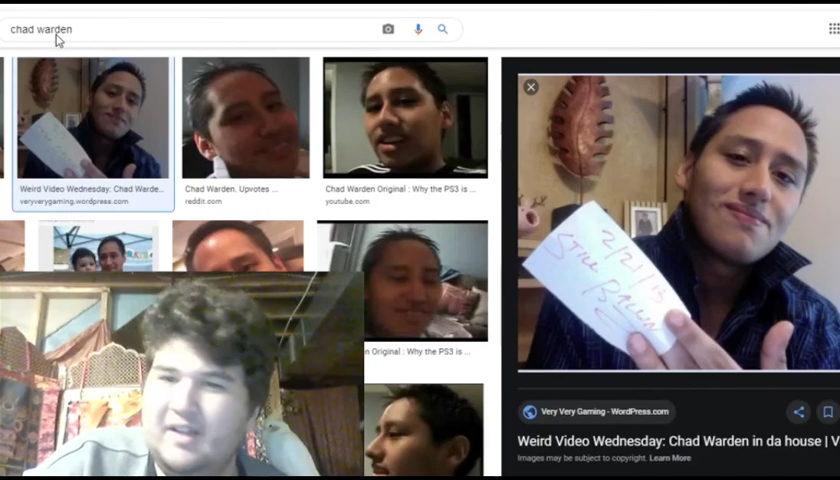 chad warden
Weird Video Wednesday: Chad Warde...
veryverygaming.wordpress.com
Chad Warden. Upvotes ...
reddit.com
Chad Warden Original : Why the PS3 is ...
youtube.com
n Original : Why the PS3 is ...
2/21/13
STILL BALLIN
Very Very Gaming - WordPress.com
Weird Video Wednesday: Chad Warden in da house | V
Images may be subject to copyright. Learn More